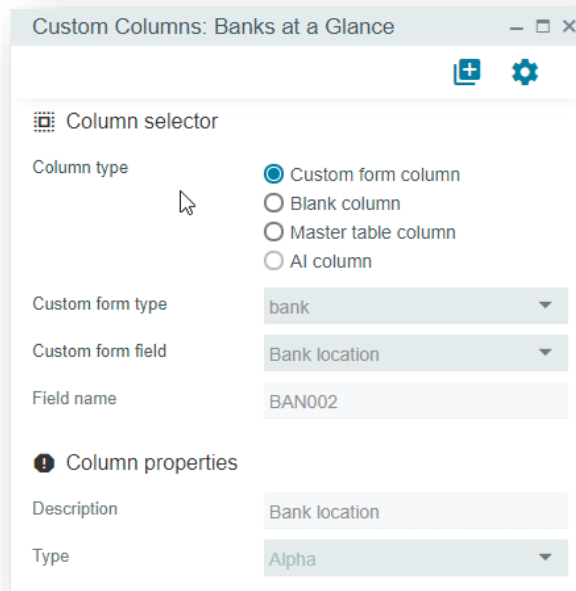 Custom Columns: Banks at a Glance
Column selector
Column type
Custom form column
Blank column
Master table column
AI column
Custom form type
bank
Custom form field
Bank location
Field name
BAN002
Column properties
Description
Bank location
Type
Alpha